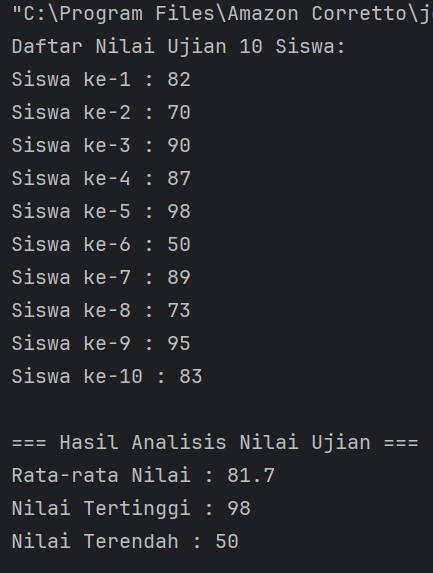 "C:\Program Files\Amazon Corretto\j
Daftar Nilai Ujian 10 Siswa:
Siswa ke-1 : 82
Siswa ke-2 : 70
Siswa ke-3 : 90
Siswa ke-4 : 87
Siswa ke-5 : 98
Siswa ke-6 : 50
Siswa ke-7 : 89
Siswa ke-8 : 73
Siswa ke-9 : 95
Siswa ke-10 : 83
=== Hasil Analisis Nilai Ujian ===
Rata-rata Nilai : 81.7
Nilai Tertinggi : 98
Nilai Terendah : 50